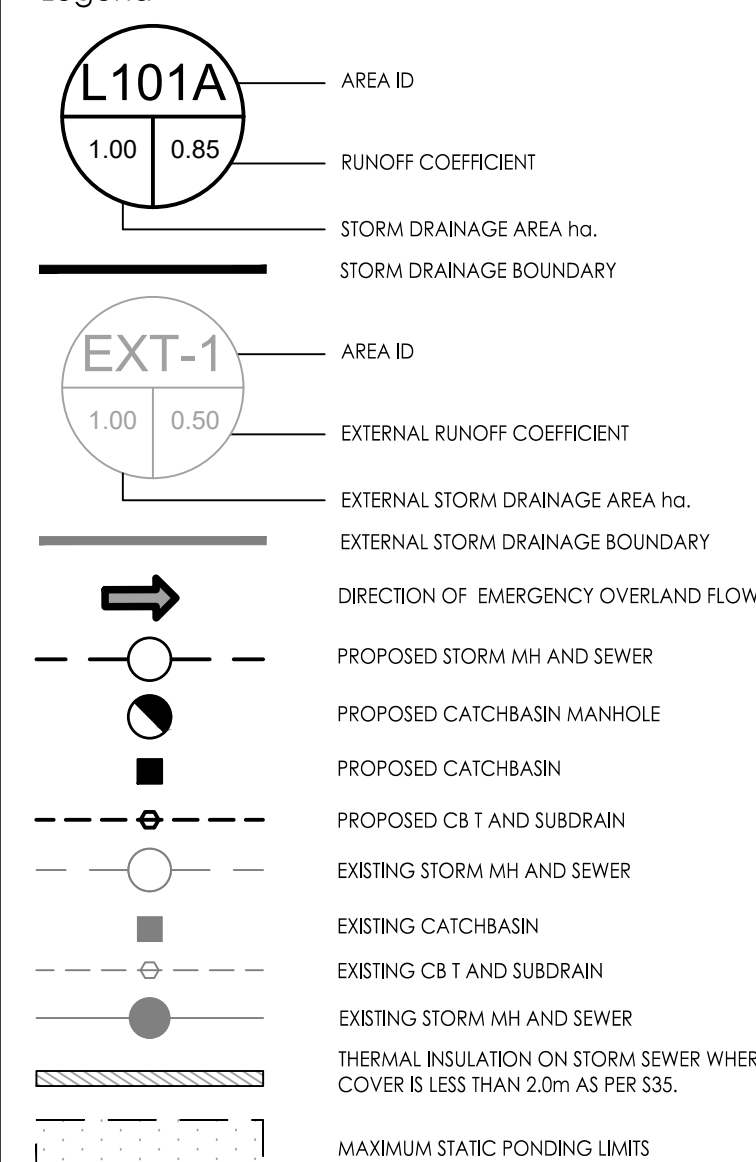 Legend
L101A
AREA ID
1.00 0.85
RUNOFF COEFFICIENT
STORM DRAINAGE AREA ha.
STORM DRAINAGE BOUNDARY
EXT-1
AREA ID
1.00 0.50
EXTERNAL RUNOFF COEFFICIENT
EXTERNAL STORM DRAINAGE AREA ha.
EXTERNAL STORM DRAINAGE BOUNDARY
DIRECTION OF EMERGENCY OVERLAND FLOW
PROPOSED STORM MH AND SEWER
PROPOSED CATCHBASIN MANHOLE
PROPOSED CATCHBASIN
PROPOSED CB T AND SUBDRAIN
EXISTING STORM MH AND SEWER
EXISTING CATCHBASIN
EXISTING CB T AND SUBDRAIN
EXISTING STORM MH AND SEWER
THERMAL INSULATION ON STORM SEWER WHER
COVER IS LESS THAN 2.0m AS PER S35.
MAXIMUM STATIC PONDING LIMITS